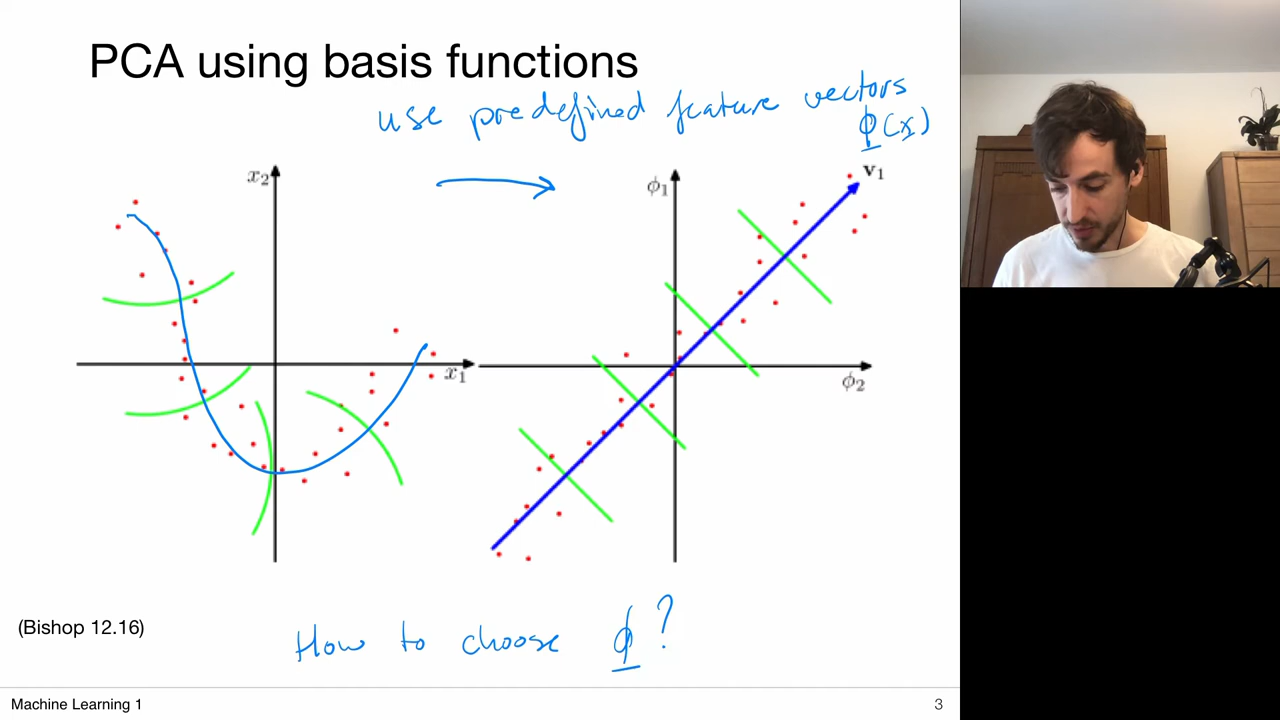 PCA using basis functions
use predefined feature vectors
ϕ(x)
x₂
x₁
ϕ₁
v₁
ϕ₂
(Bishop 12.16)
How to choose ϕ?
Machine Learning 1
3